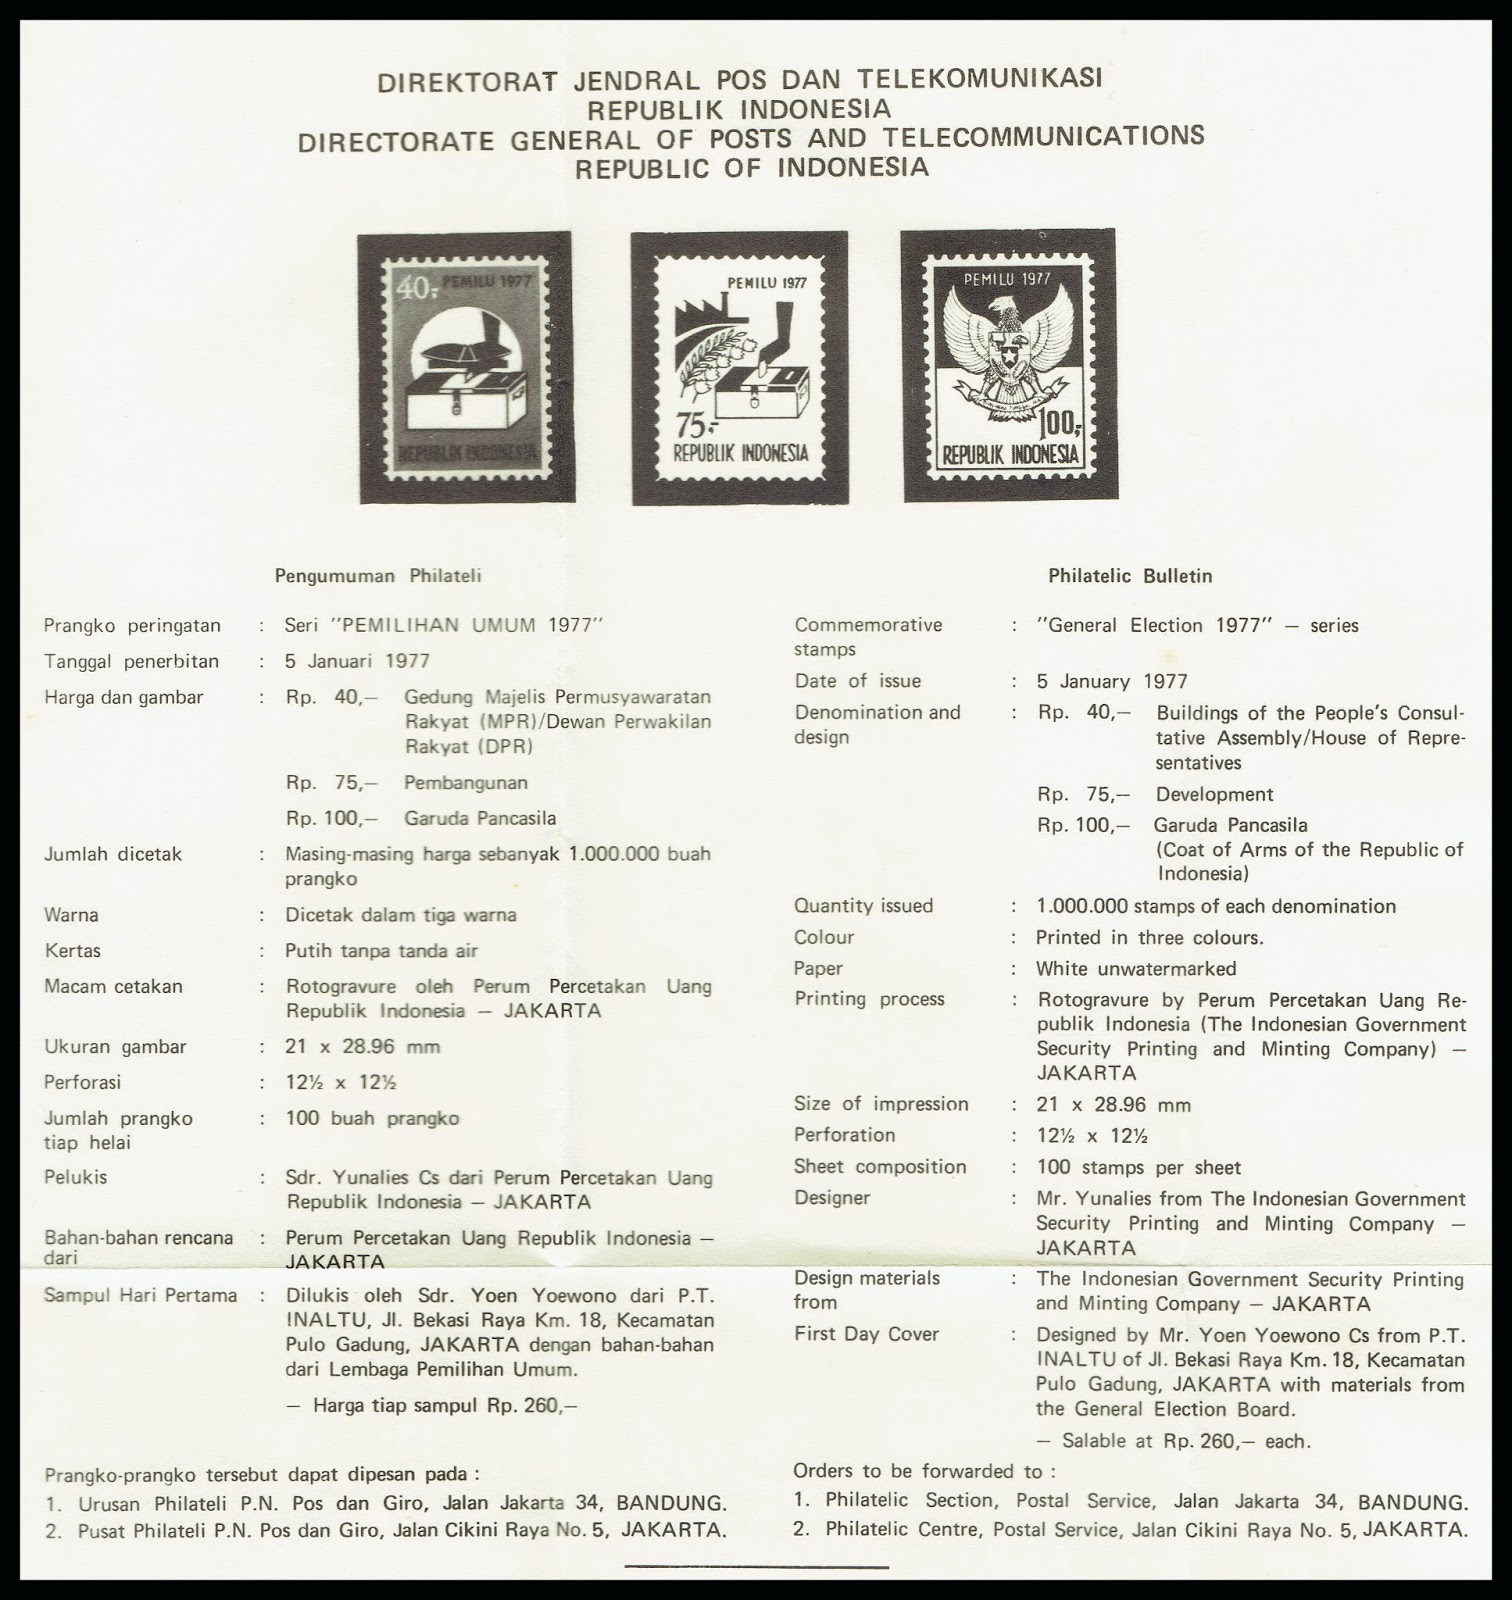 DIREKTORAT JENDRAL POS DAN TELEKOMUNIKASI
REPUBLIK INDONESIA
DIRECTORATE GENERAL OF POSTS AND TELECOMMUNICATIONS
REPUBLIC OF INDONESIA
40,- PEMILU 1977
REPUBLIK INDONESIA
PEMILU 1977
75,-
REPUBLIK INDONESIA
PEMILU 1977
100,-
REPUBLIK INDONESIA
Pengumuman Philateli
Prangko peringatan : Seri "PEMILIHAN UMUM 1977"
Tanggal penerbitan : 5 Januari 1977
Harga dan gambar : Rp. 40,— Gedung Majelis Permusyawaratan
Rakyat (MPR)/Dewan Perwakilan
Rakyat (DPR)
Rp. 75,— Pembangunan
Rp. 100,— Garuda Pancasila
Jumlah dicetak : Masing-masing harga sebanyak 1.000.000 buah
prangko
Warna : Dicetak dalam tiga warna
Kertas : Putih tanpa tanda air
Macam cetakan : Rotogravure oleh Perum Percetakan Uang
Republik Indonesia — JAKARTA
Ukuran gambar : 21 x 28.96 mm
Perforasi : 12½ x 12½
Jumlah prangko : 100 buah prangko
tiap helai
Pelukis : Sdr. Yunalies Cs dari Perum Percetakan Uang
Republik Indonesia — JAKARTA
Bahan-bahan rencana : Perum Percetakan Uang Republik Indonesia —
dari JAKARTA
Sampul Hari Pertama : Dilukis oleh Sdr. Yoen Yoewono dari P.T.
INALTU, Jl. Bekasi Raya Km. 18, Kecamatan
Pulo Gadung, JAKARTA dengan bahan-bahan
dari Lembaga Pemilihan Umum.
— Harga tiap sampul Rp. 260,—
Prangko-prangko tersebut dapat dipesan pada :
1. Urusan Philateli P.N. Pos dan Giro, Jalan Jakarta 34, BANDUNG.
2. Pusat Philateli P.N. Pos dan Giro, Jalan Cikini Raya No. 5, JAKARTA.
Philatelic Bulletin
Commemorative : "General Election 1977" — series
stamps
Date of issue : 5 January 1977
Denomination and : Rp. 40,— Buildings of the People's Consul-
design tative Assembly/House of Repre-
sentatives
Rp. 75,— Development
Rp. 100,— Garuda Pancasila
(Coat of Arms of the Republic of
Indonesia)
Quantity issued : 1.000.000 stamps of each denomination
Colour : Printed in three colours.
Paper : White unwatermarked
Printing process : Rotogravure by Perum Percetakan Uang Re-
publik Indonesia (The Indonesian Government
Security Printing and Minting Company) —
JAKARTA
Size of impression : 21 x 28.96 mm
Perforation : 12½ x 12½
Sheet composition : 100 stamps per sheet
Designer : Mr. Yunalies from The Indonesian Government
Security Printing and Minting Company —
JAKARTA
Design materials : The Indonesian Government Security Printing
from and Minting Company — JAKARTA
First Day Cover : Designed by Mr. Yoen Yoewono Cs from P.T.
INALTU of Jl. Bekasi Raya Km. 18, Kecamatan
Pulo Gadung, JAKARTA with materials from
the General Election Board.
— Salable at Rp. 260,— each.
Orders to be forwarded to :
1. Philatelic Section, Postal Service, Jalan Jakarta 34, BANDUNG.
2. Philatelic Centre, Postal Service, Jalan Cikini Raya No. 5, JAKARTA.